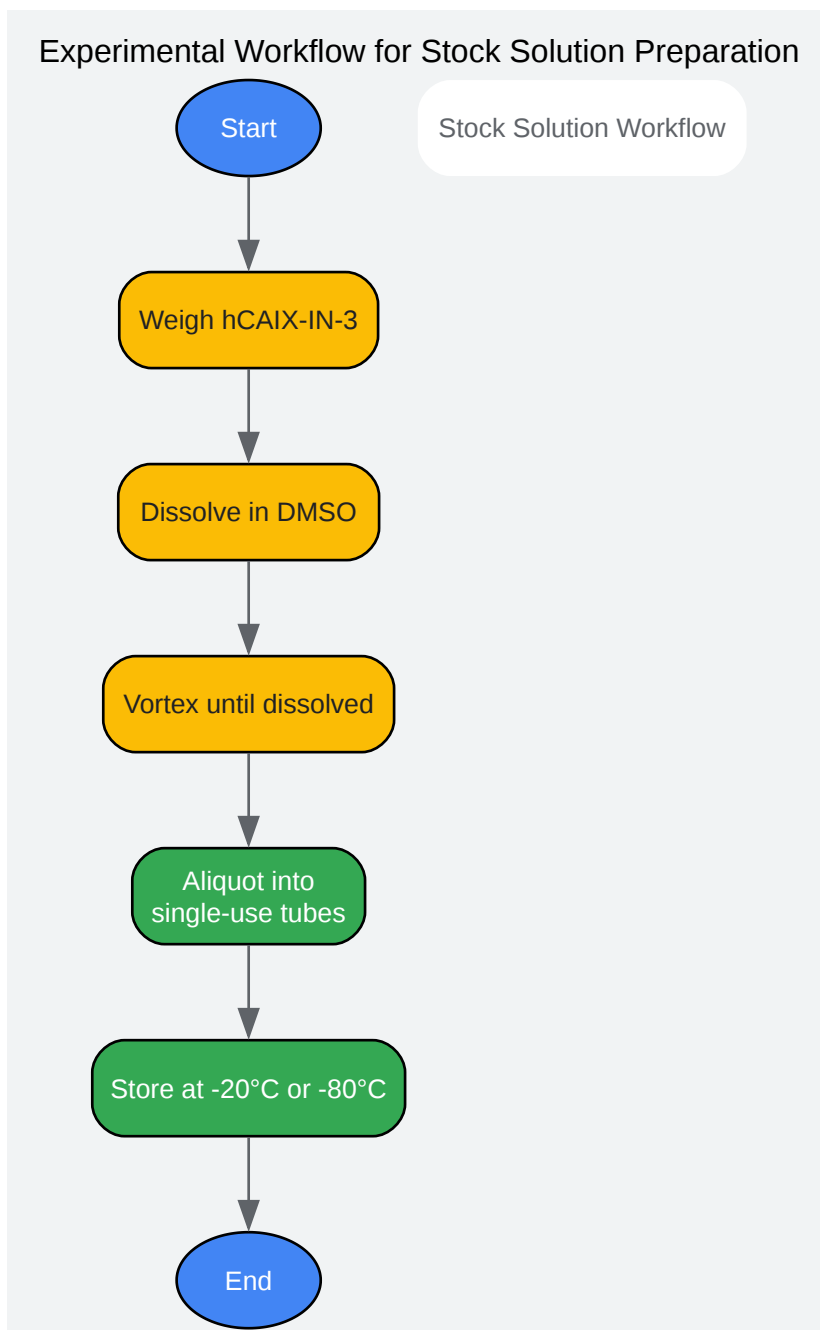 Experimental Workflow for Stock Solution Preparation
Start
Stock Solution Workflow
Weigh hCAIX-IN-3
Dissolve in DMSO
Vortex until dissolved
Aliquot into
single-use tubes
Store at -20°C or -80°C
End